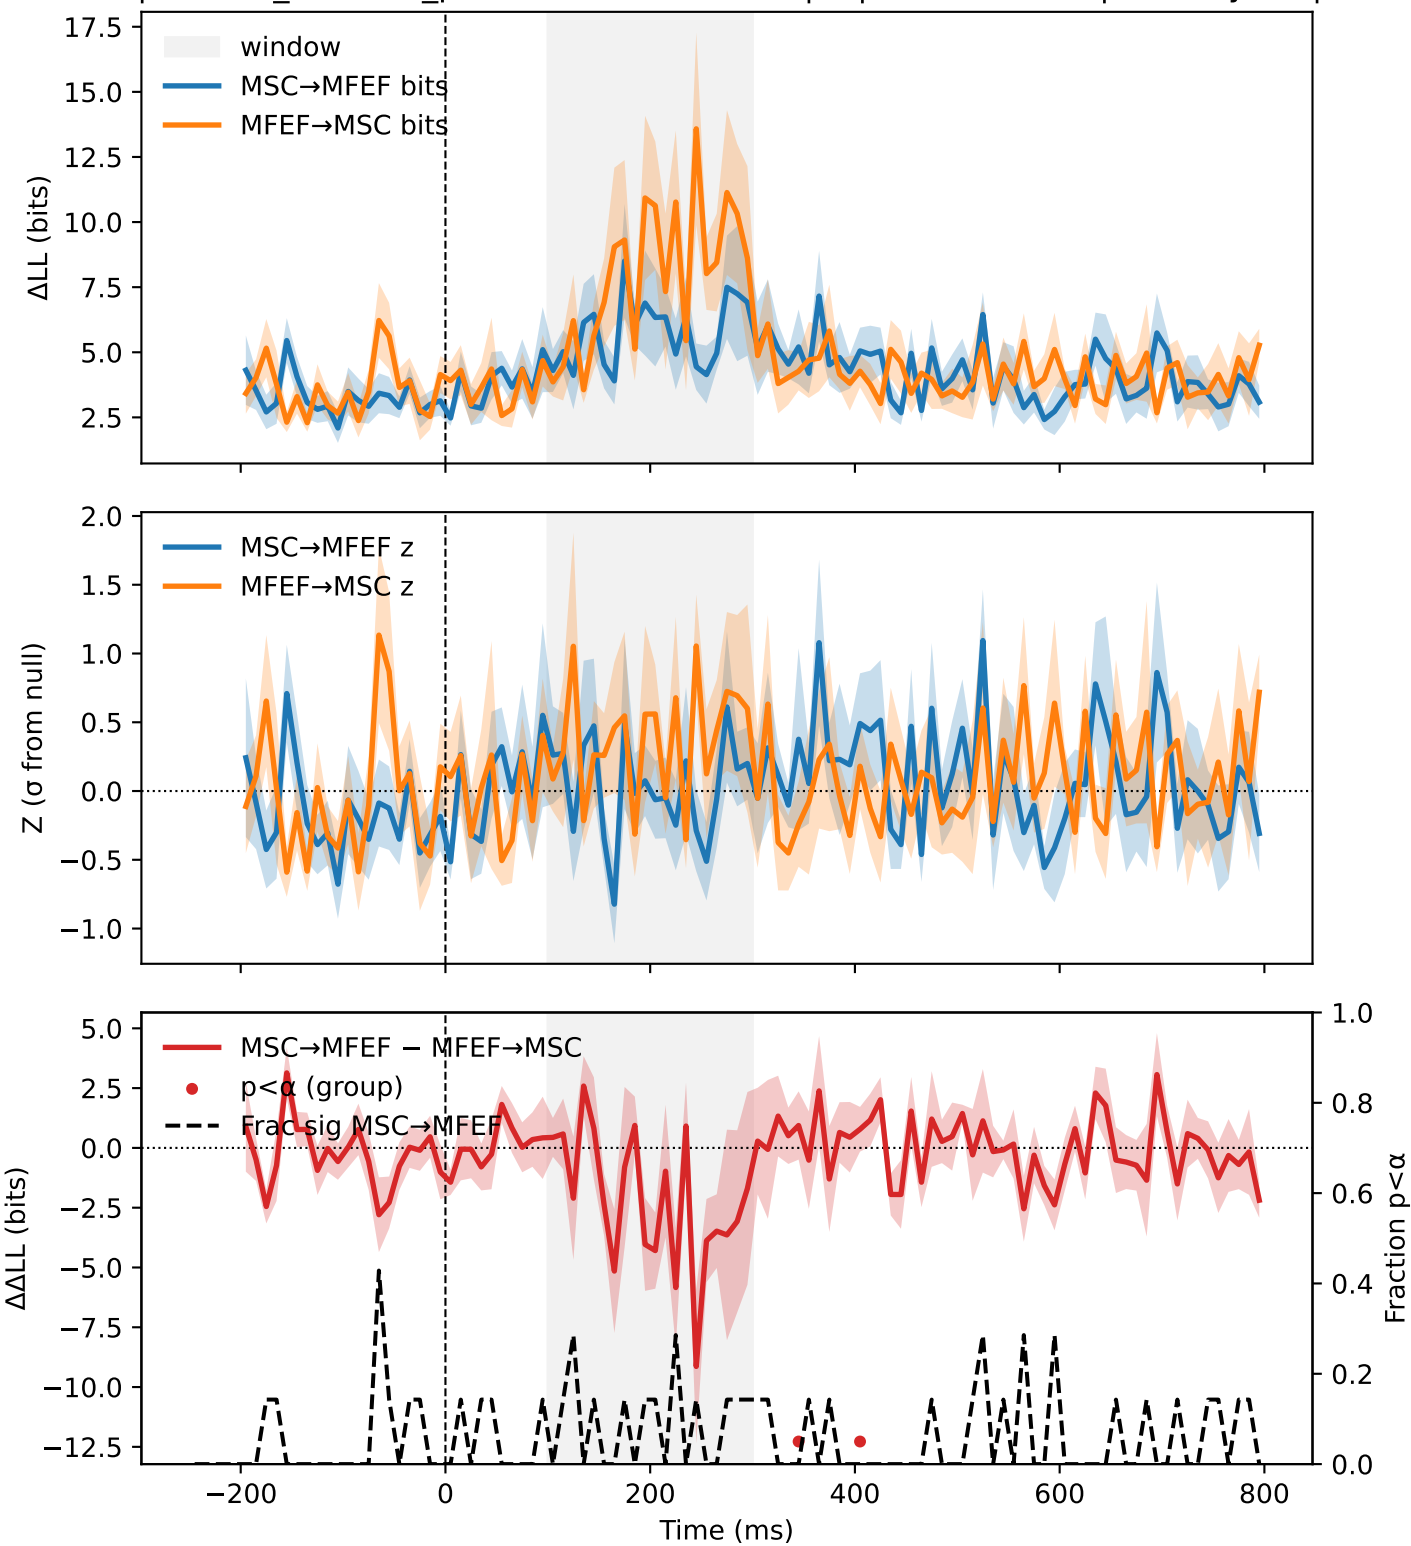 17.5
15.0
12.5
10.0
7.5
5.0
2.5
ΔLL (bits)
window
MSC→MFEF bits
MFEF→MSC bits
2.0
1.5
1.0
0.5
0.0
−0.5
−1.0
Z (σ from null)
MSC→MFEF z
MFEF→MSC z
5.0
2.5
0.0
−2.5
−5.0
−7.5
−10.0
−12.5
ΔΔLL (bits)
MSC→MFEF − MFEF→MSC
p<α (group)
Frac sig MSC→MFEF
1.0
0.8
0.6
0.4
0.2
0.0
Fraction p<α
−200
0
200
400
600
800
Time (ms)